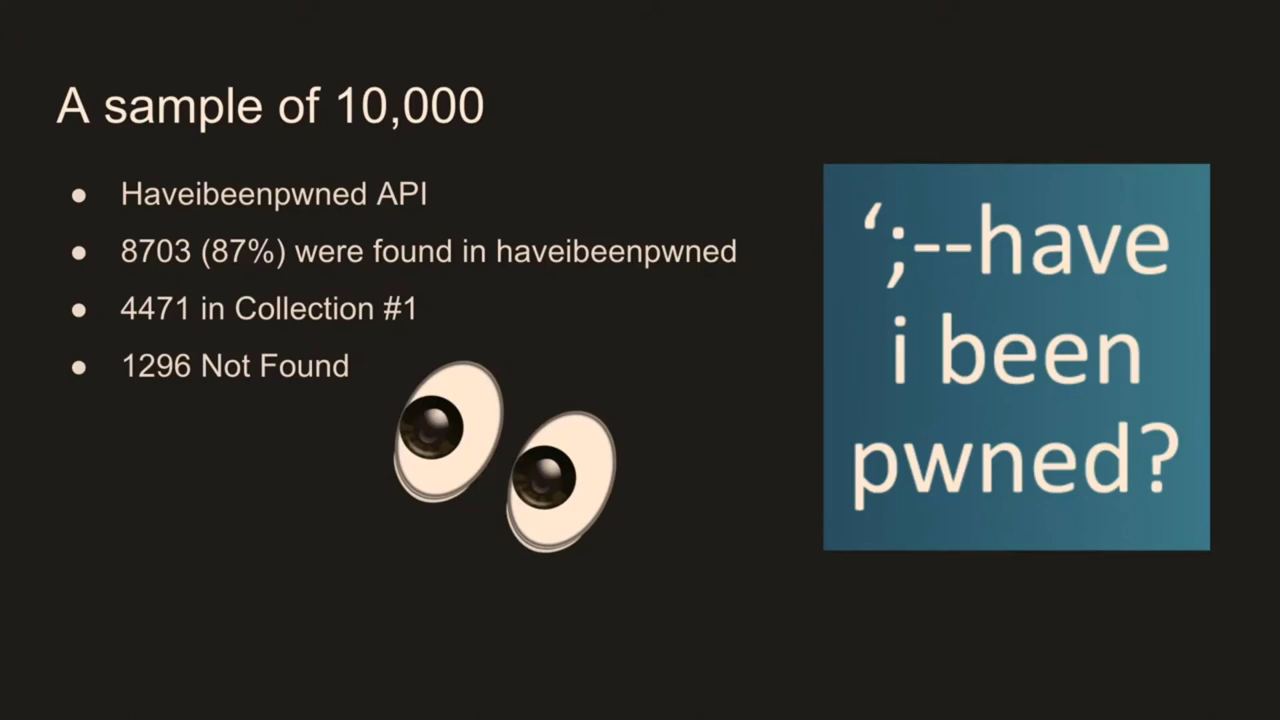 A sample of 10,000
● Haveibeenpwned API
● 8703 (87%) were found in haveibeenpwned
● 4471 in Collection #1
● 1296 Not Found
‘;--have
i been
pwned?